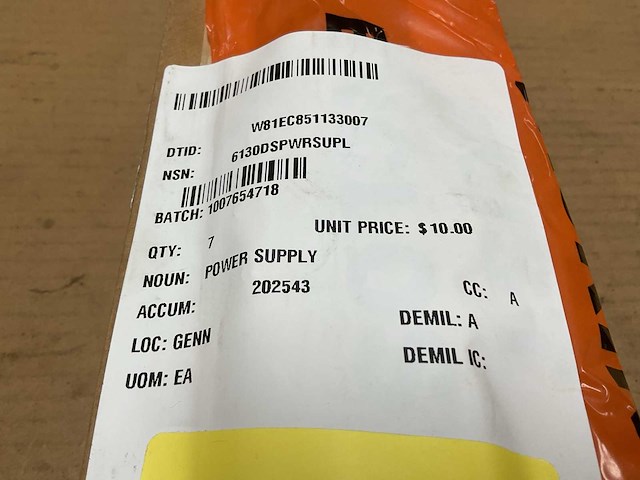 W81EC851133007
DTID:
6130DSPWRSUPL
NSN:
BATCH: 1007654718
UNIT PRICE: $10.00
QTY: 7
NOUN: POWER SUPPLY
ACCUM: 202543
CC: A
LOC: GENN
DEMIL: A
UOM: EA
DEMIL IC: